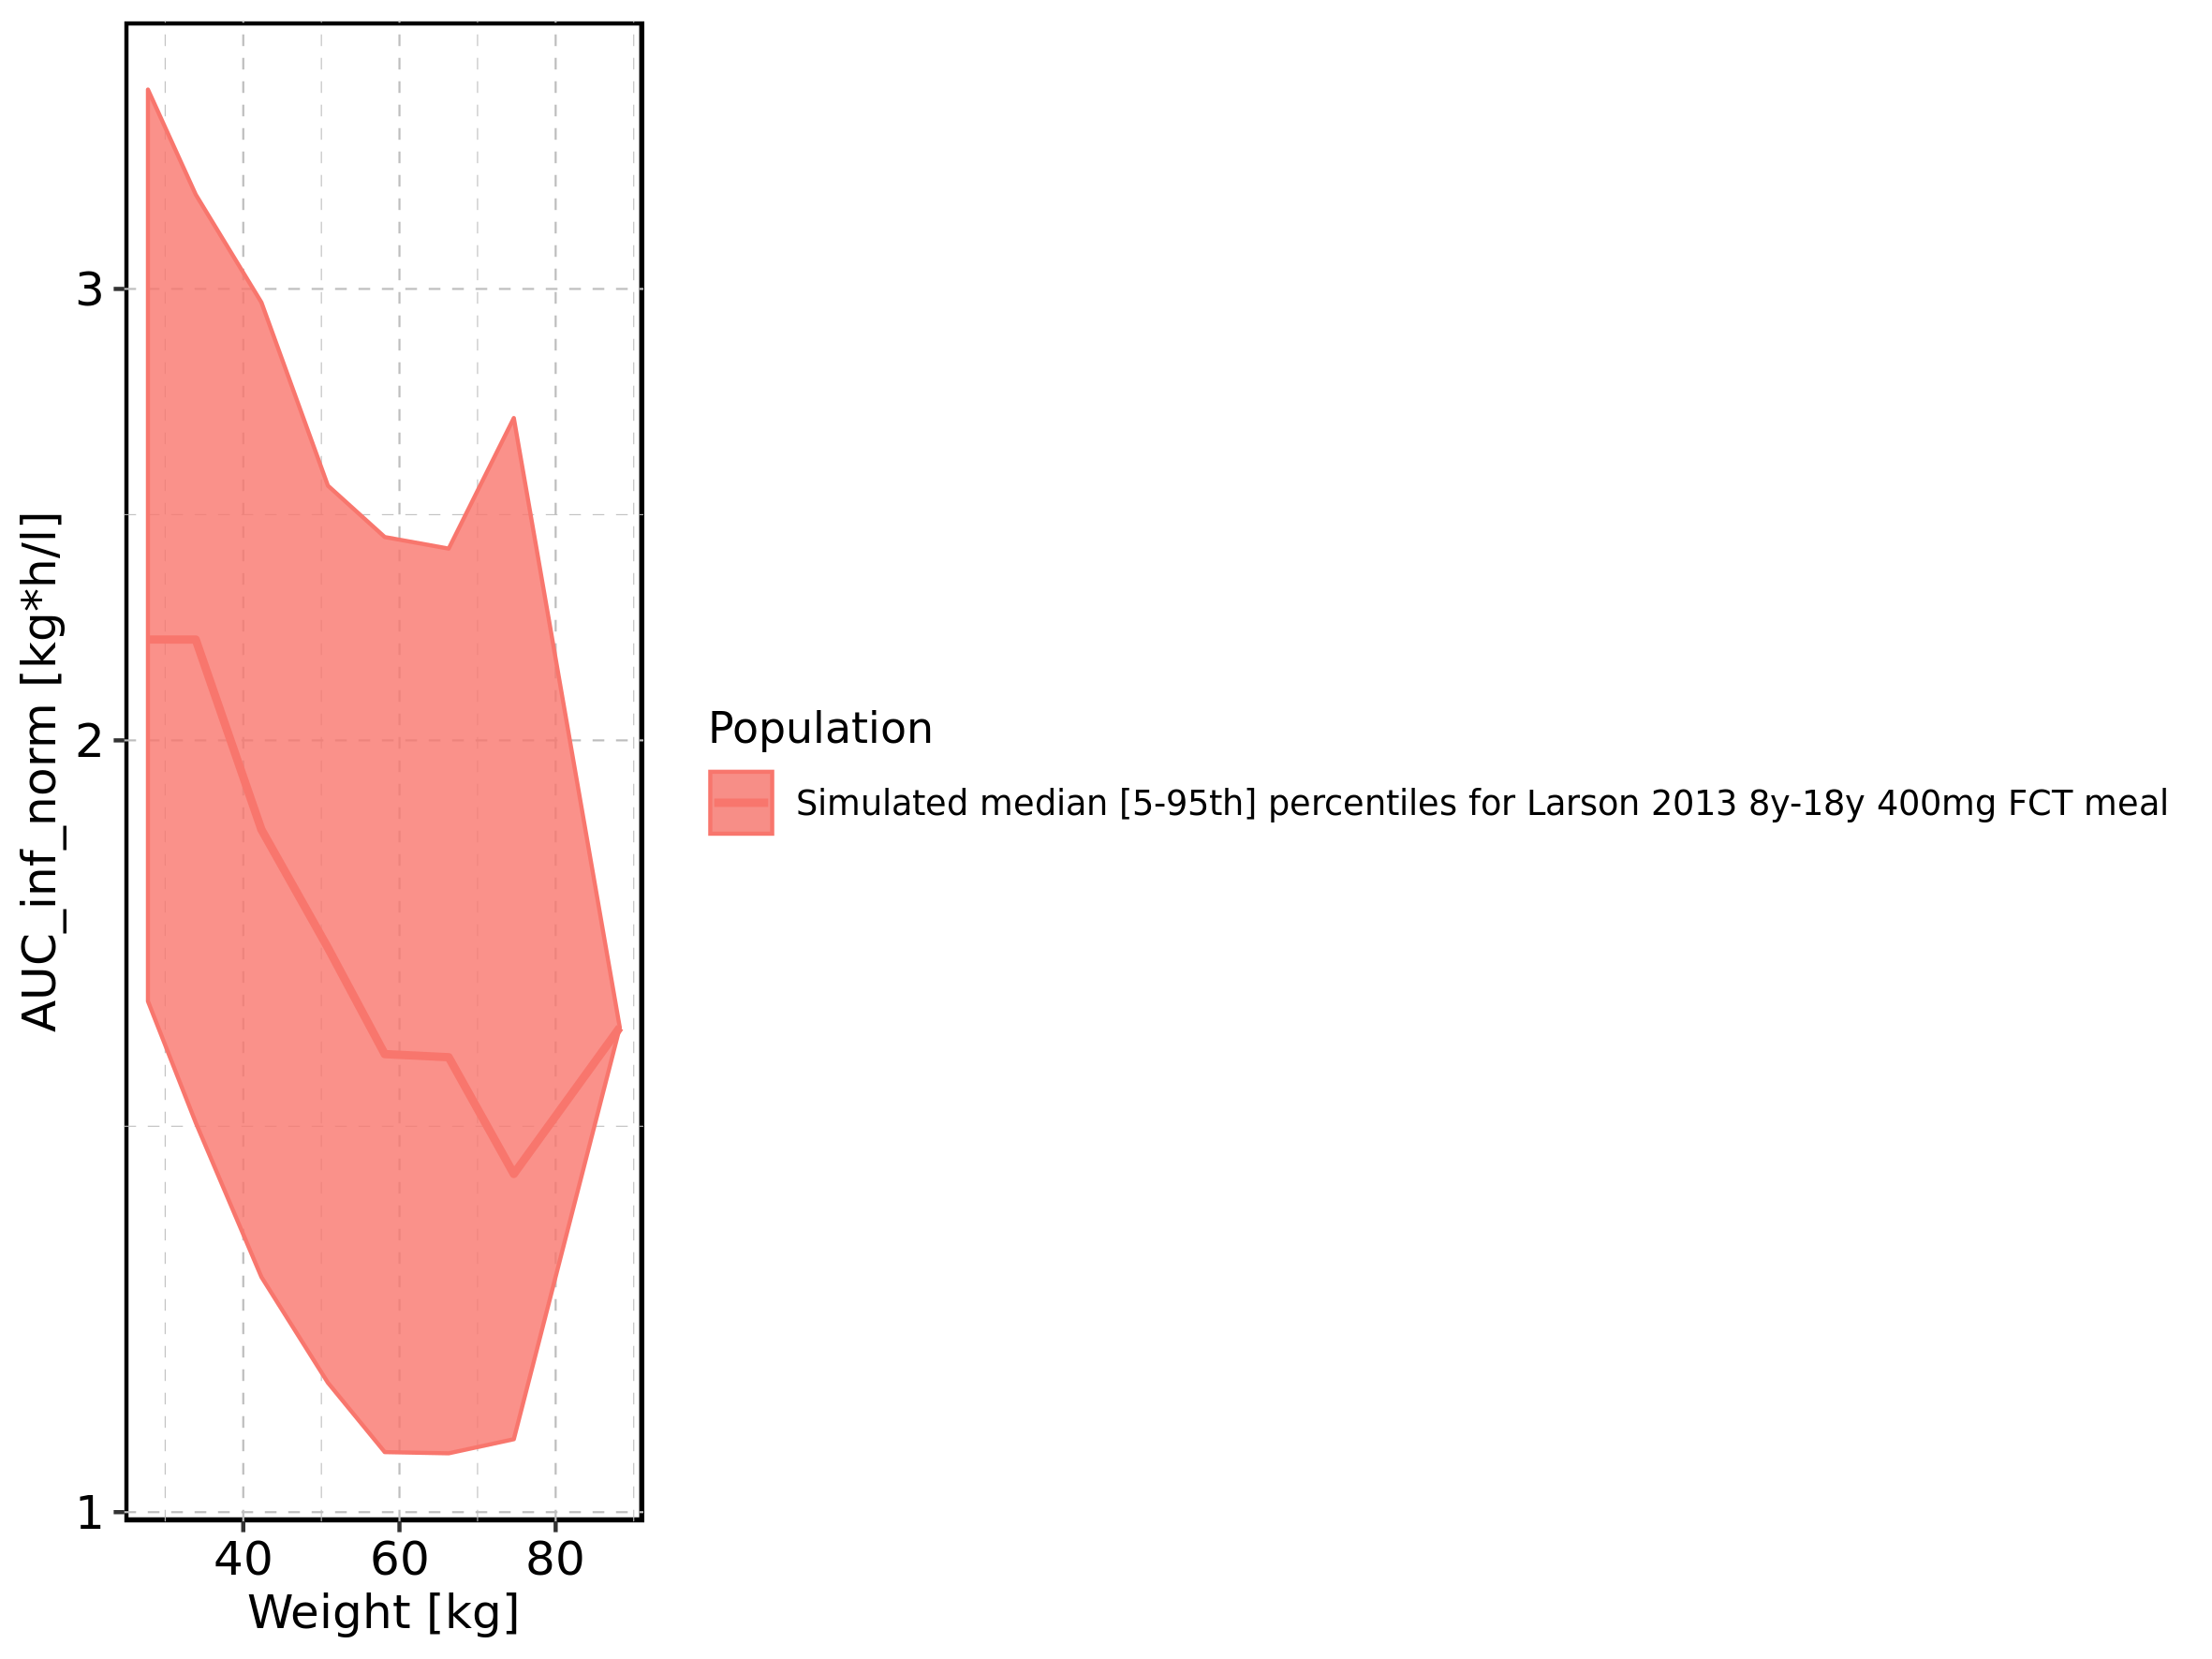 AUC_inf_norm [kg*h/l]
3
2
1
40 60 80
Weight [kg]
Population
Simulated median [5-95th] percentiles for Larson 2013 8y-18y 400mg FCT meal